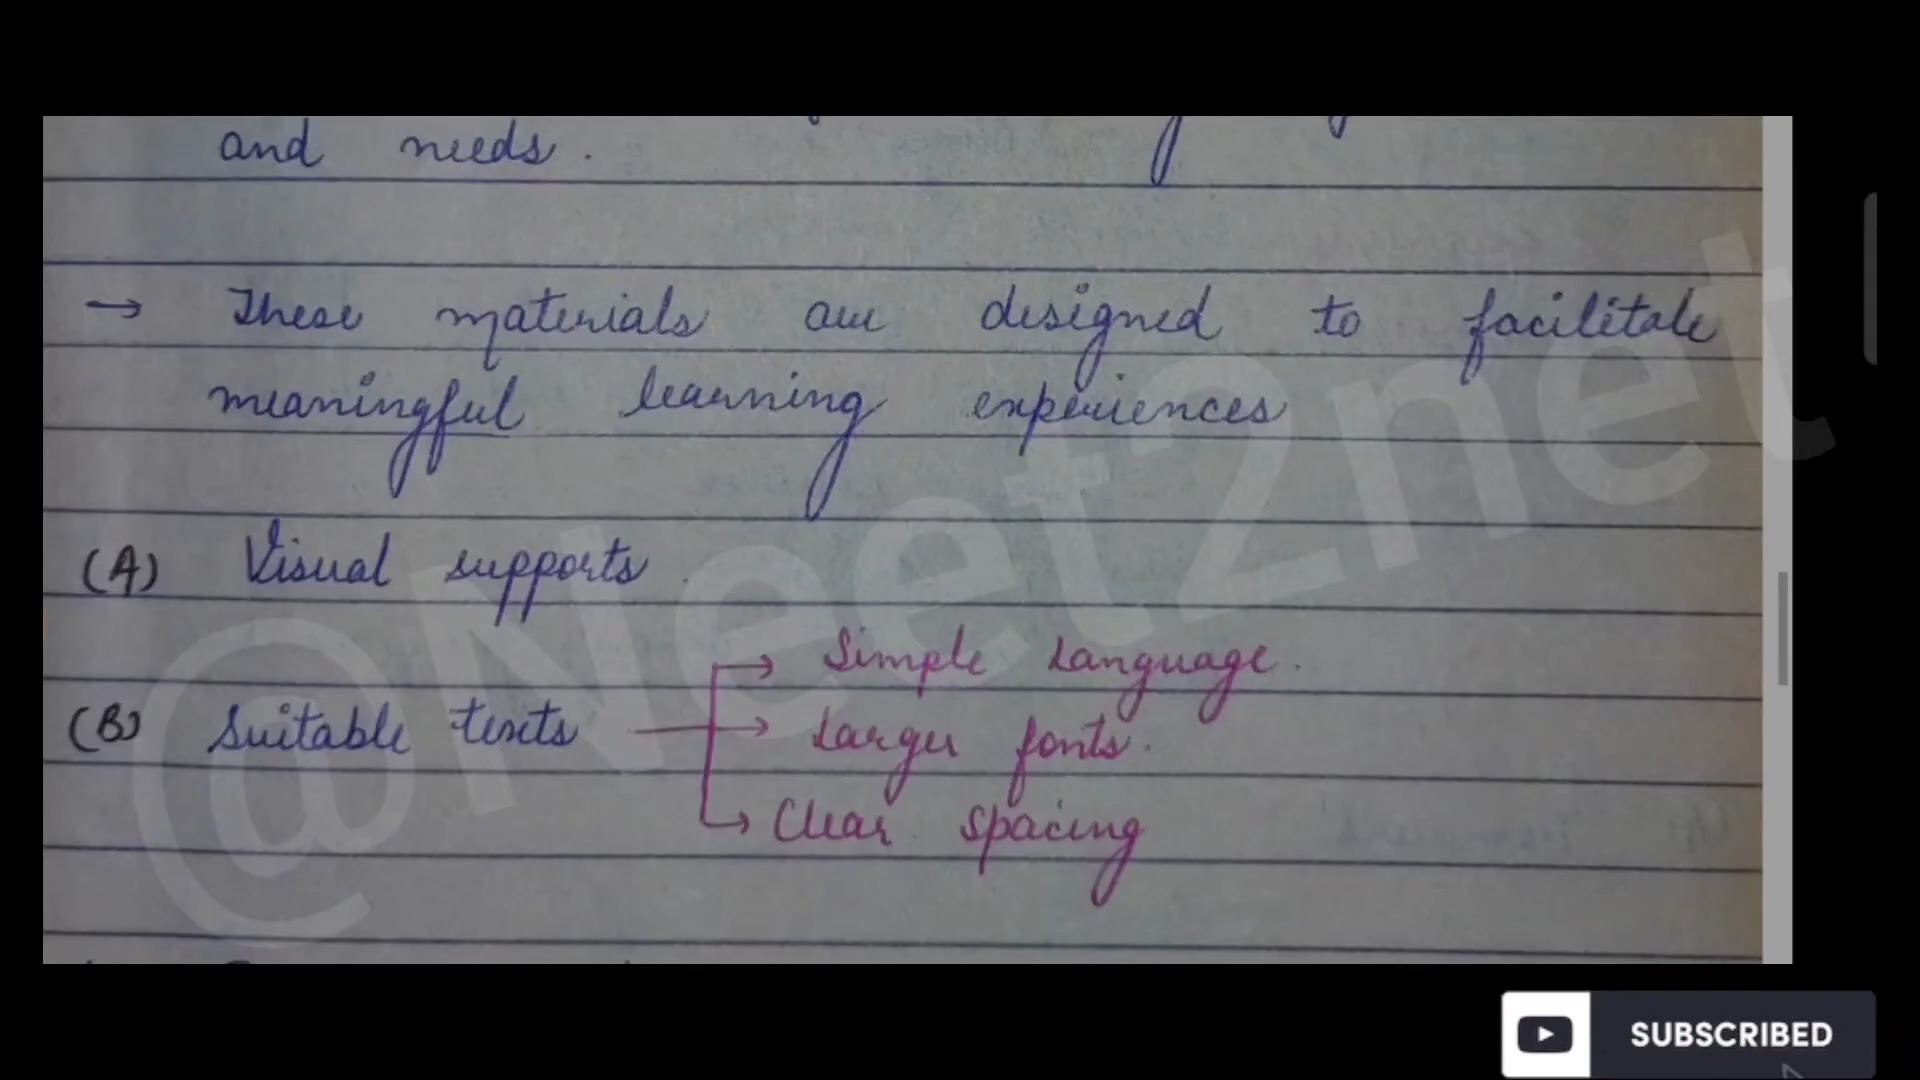 and needs.
→ These materials are designed to facilitate
meaningful learning experiences
(A) Visual supports.
(B) Suitable texts → Simple Language.
→ Larger fonts.
→ Clear spacing
@Neet2net
SUBSCRIBED